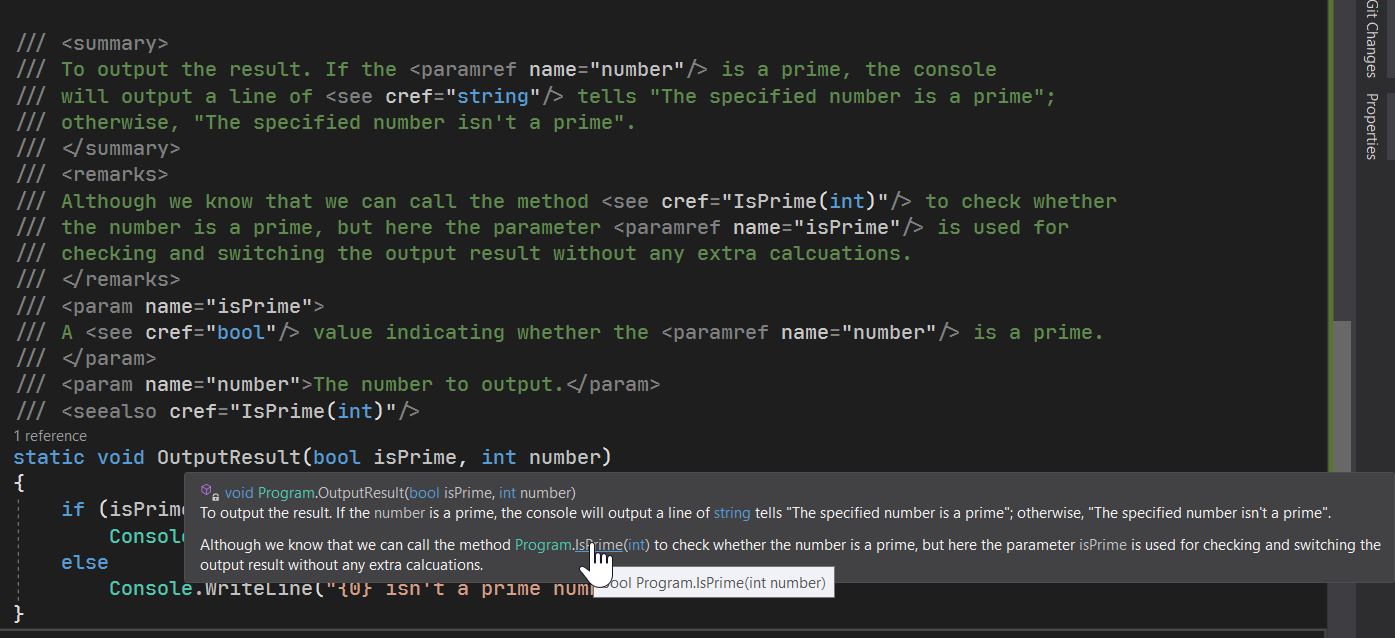 /// <summary>
/// To output the result. If the <paramref name="number"/> is a prime, the console
/// will output a line of <see cref="string"/> tells "The specified number is a prime";
/// otherwise, "The specified number isn't a prime".
/// </summary>
/// <remarks>
/// Although we know that we can call the method <see cref="IsPrime(int)"/> to check whether
/// the number is a prime, but here the parameter <paramref name="isPrime"/> is used for
/// checking and switching the output result without any extra calcuations.
/// </remarks>
/// <param name="isPrime">
/// A <see cref="bool"/> value indicating whether the <paramref name="number"/> is a prime.
/// </param>
/// <param name="number">The number to output.</param>
/// <seealso cref="IsPrime(int)"/>
1 reference
static void OutputResult(bool isPrime, int number)
{
if (isPrime
void Program.OutputResult(bool isPrime, int number)
To output the result. If the number is a prime, the console will output a line of string tells "The specified number is a prime"; otherwise, "The specified number isn't a prime".
Although we know that we can call the method Program.IsPrime(int) to check whether the number is a prime, but here the parameter isPrime is used for checking and switching the
output result without any extra calcuations.
Console
else
bool Program.IsPrime(int number)
Console.WriteLine("{0} isn't a prime num
}
Git Changes
Properties